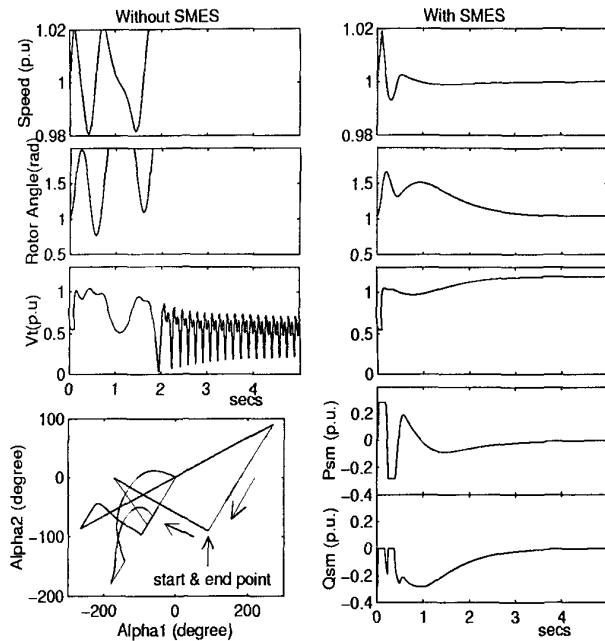 Without SMES
With SMES
Speed (p.u)
1.02
1.00
0.98
1.02
1.00
0.98
Rotor Angle(rad)
1.5
1
0.5
1.5
1
0.5
Vt(p.u)
1
0.5
0
0 1 2 3 4
secs
1
0.5
0
Alpha2 (degree)
100
0
-100
-200
-200 0 200
Alpha1 (degree)
start & end point
Psm (p.u.)
0.2
0
-0.2
-0.4
Qsm (p.u.)
0.2
0
-0.2
-0.4
0 1 2 3 4
secs